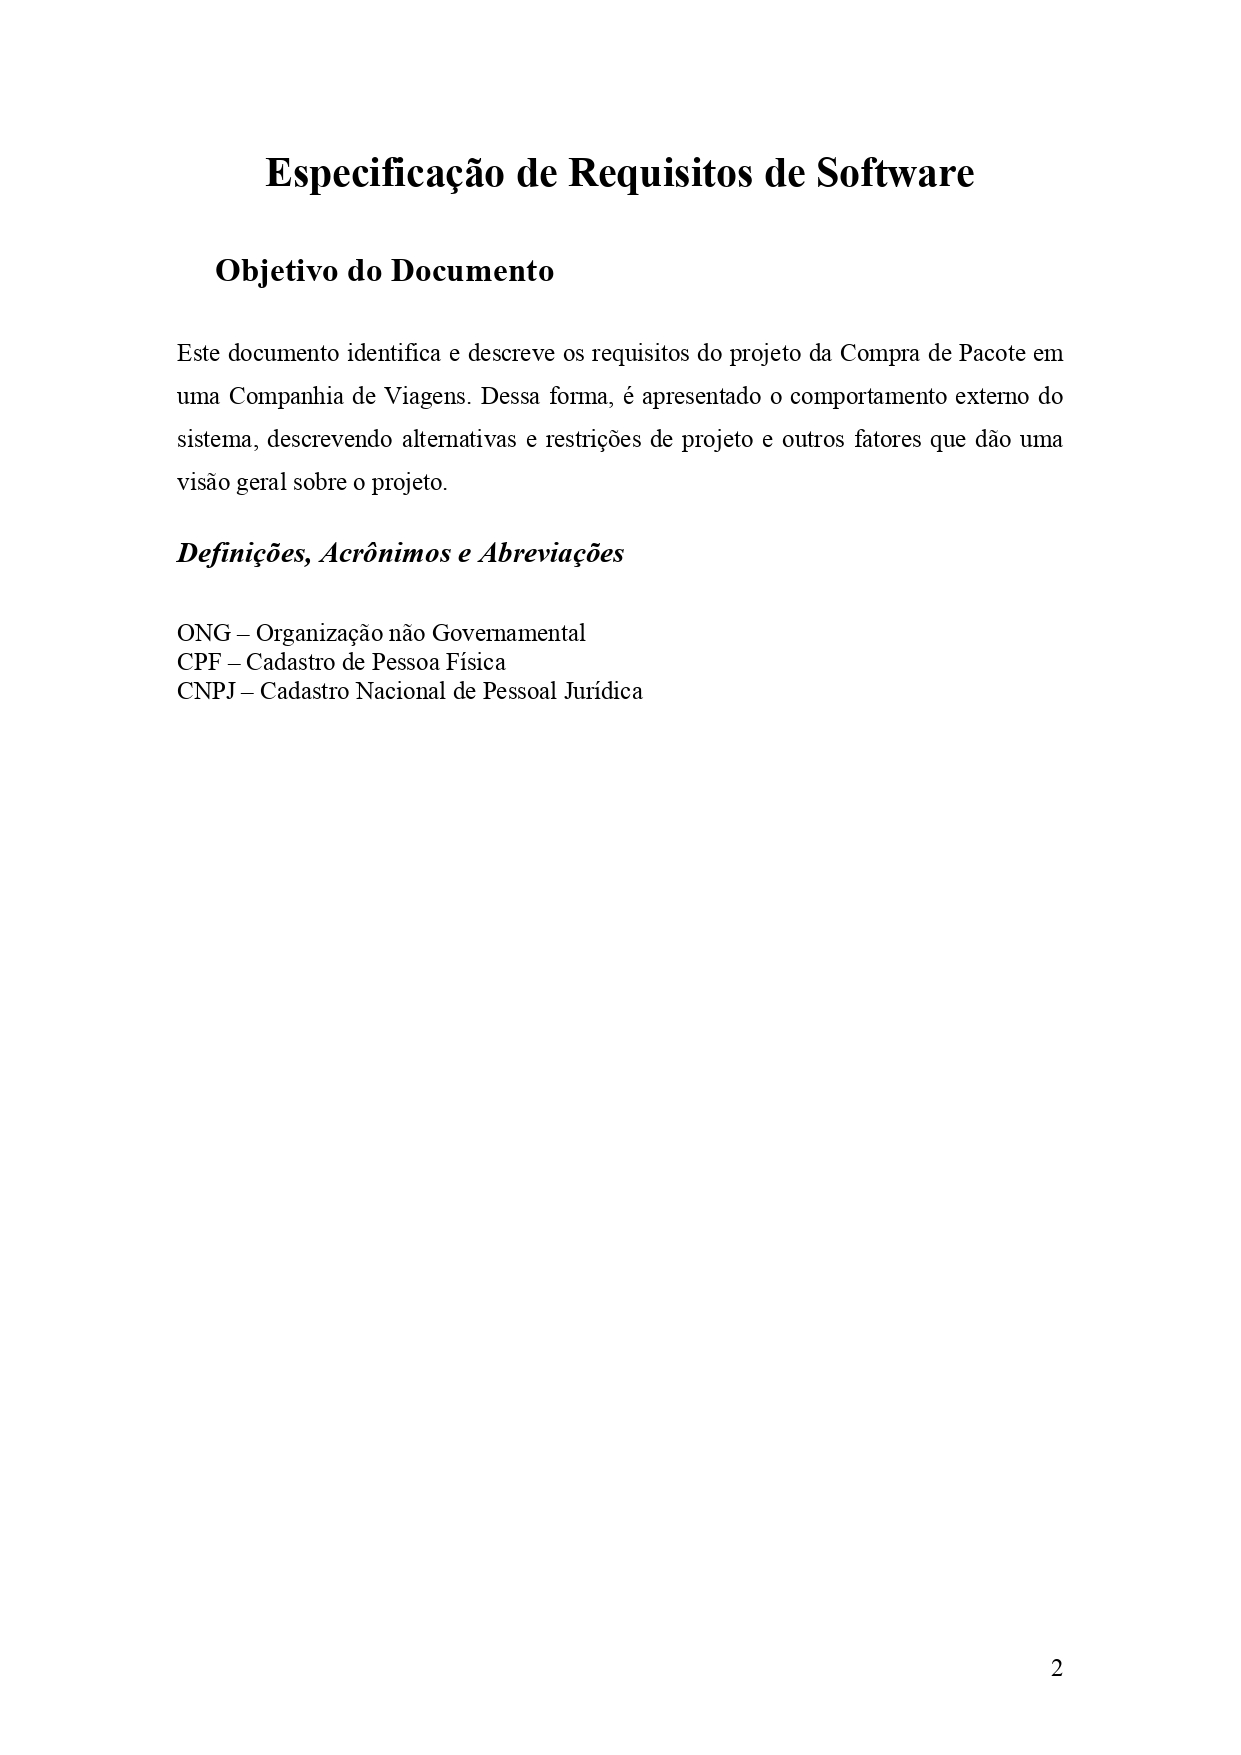 Especificação de Requisitos de Software
Objetivo do Documento
Este documento identifica e descreve os requisitos do projeto da Compra de Pacote em
uma Companhia de Viagens. Dessa forma, é apresentado o comportamento externo do
sistema, descrevendo alternativas e restrições de projeto e outros fatores que dão uma
visão geral sobre o projeto.
Definições, Acrônimos e Abreviações
ONG – Organização não Governamental
CPF – Cadastro de Pessoa Física
CNPJ – Cadastro Nacional de Pessoal Jurídica
2